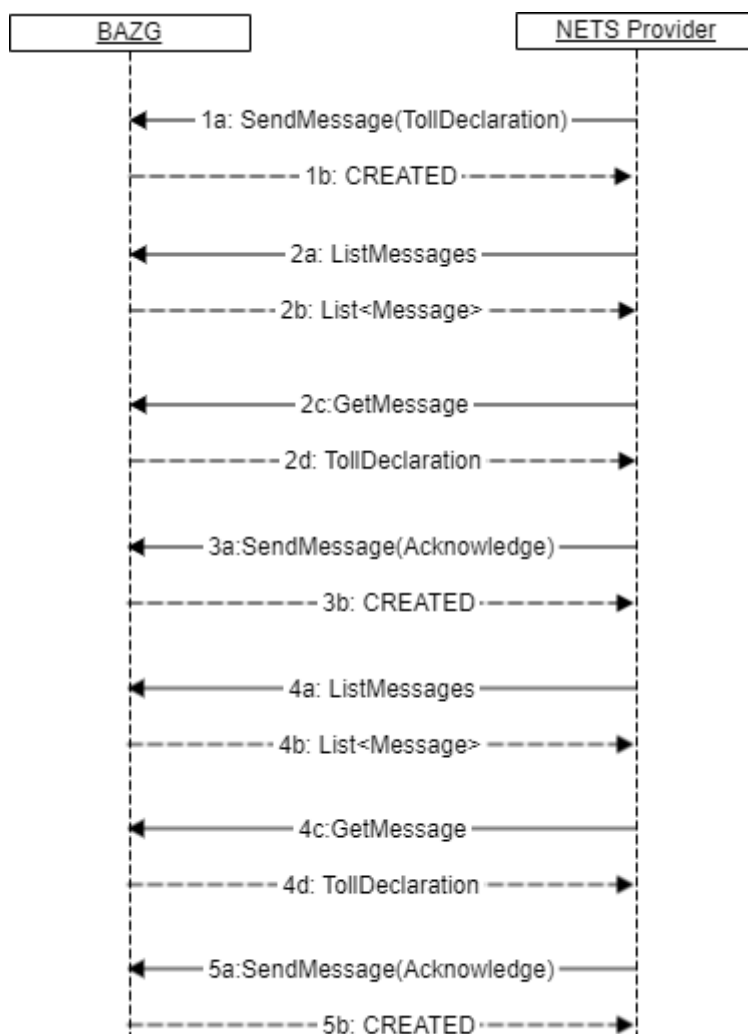 BAZG
NETS Provider
1a: SendMessage(TollDeclaration)
1b: CREATED
2a: ListMessages
2b: List<Message>
2c:GetMessage
2d: TollDeclaration
3a:SendMessage(Acknowledge)
3b: CREATED
4a: ListMessages
4b: List<Message>
4c:GetMessage
4d: TollDeclaration
5a:SendMessage(Acknowledge)
5b: CREATED